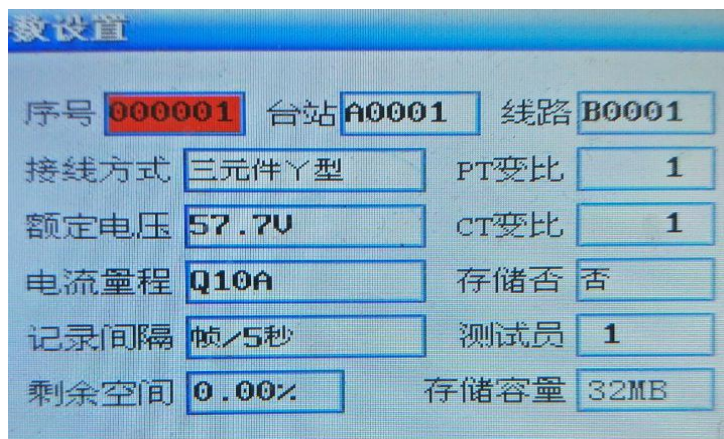 数设置
序号 000001 台站 A0001 线路 B0001
接线方式 三元件丫型 PT变比 1
额定电压 57.7V CT变比 1
电流量程 Q10A 存储否 否
记录间隔 帧/5秒 测试员 1
剩余空间 0.00% 存储容量 32MB